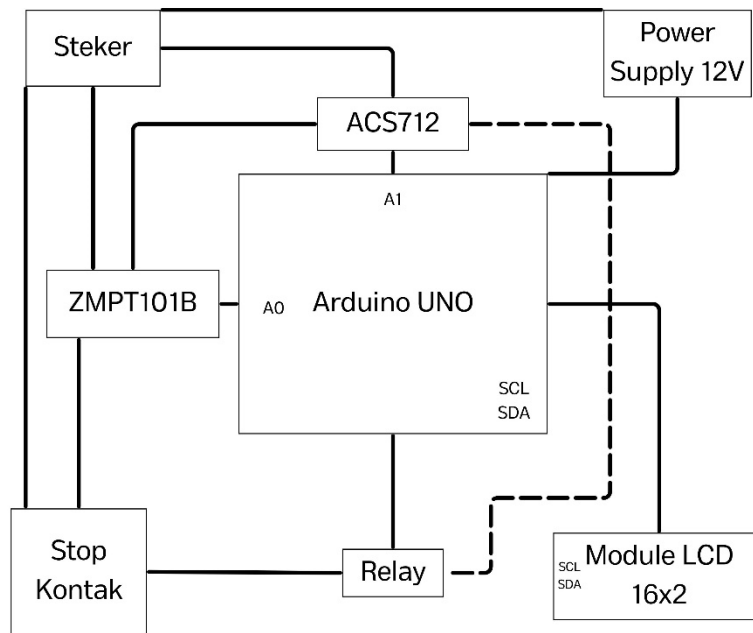 Steker
Power
Supply 12V
ACS712
A1
ZMPT101B
A0
Arduino UNO
SCL
SDA
Stop
Kontak
Relay
SCL
SDA
Module LCD
16x2